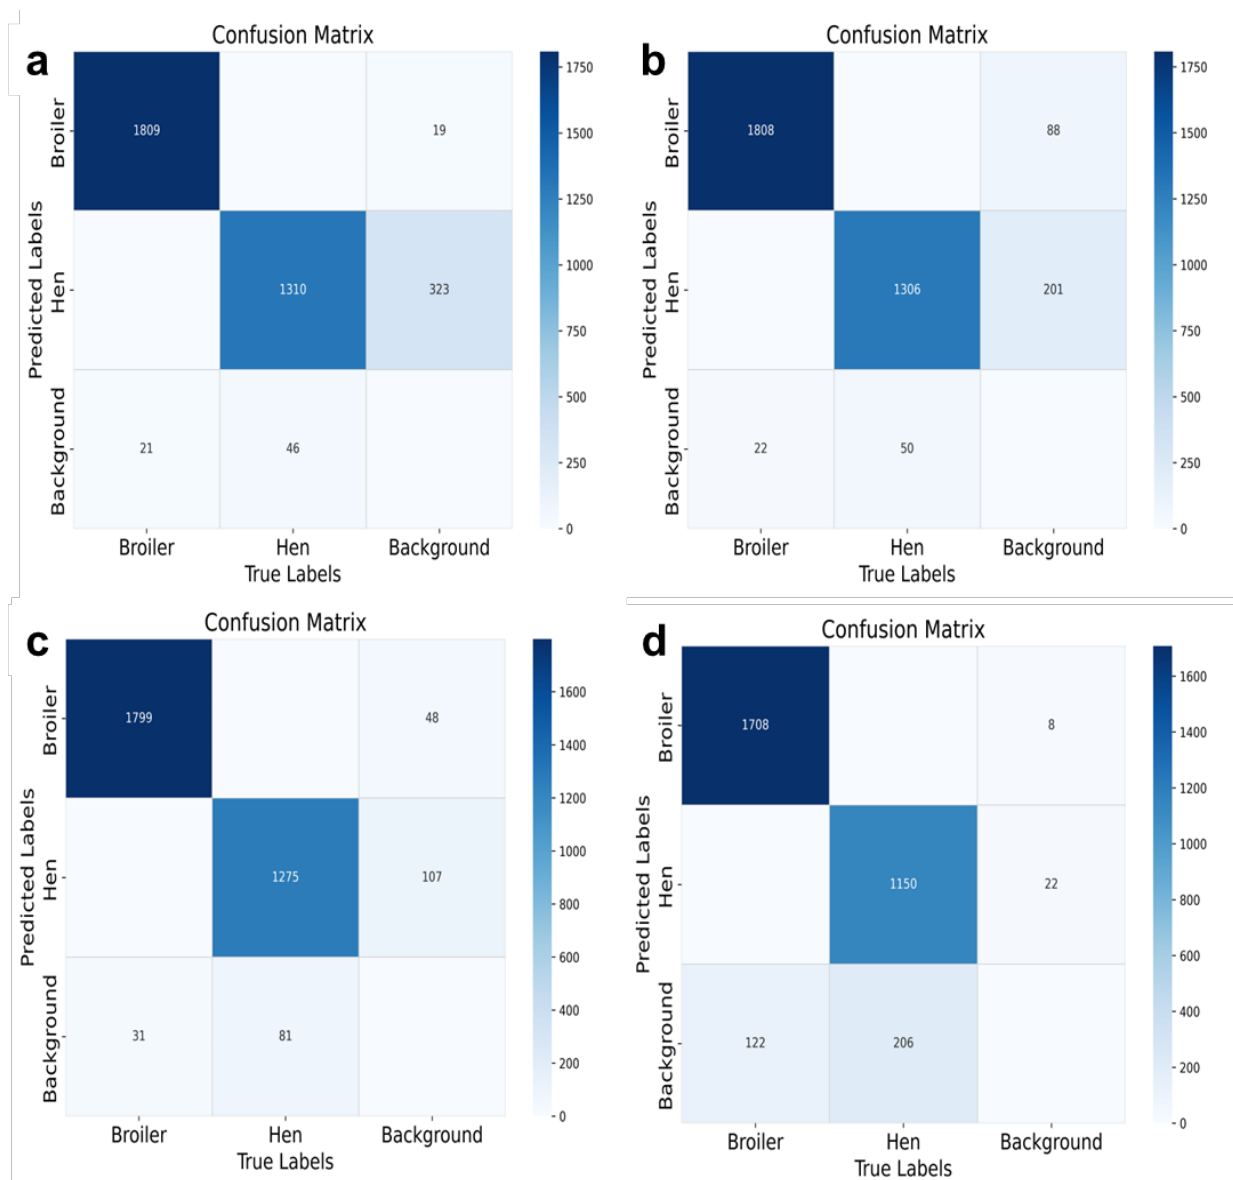 a
Confusion Matrix
Predicted Labels
Broiler
Hen
Background
1809
19
1310
323
21
46
Broiler
Hen
Background
True Labels
1750
1500
1250
1000
750
500
250
0
b
Confusion Matrix
Predicted Labels
Broiler
Hen
Background
1808
88
1306
201
22
50
Broiler
Hen
Background
True Labels
1750
1500
1250
1000
750
500
250
0
c
Confusion Matrix
Predicted Labels
Broiler
Hen
Background
1799
48
1275
107
31
81
Broiler
Hen
Background
True Labels
1600
1400
1200
1000
800
600
400
200
0
d
Confusion Matrix
Predicted Labels
Broiler
Hen
Background
1708
8
1150
22
122
206
Broiler
Hen
Background
True Labels
1600
1400
1200
1000
800
600
400
200
0